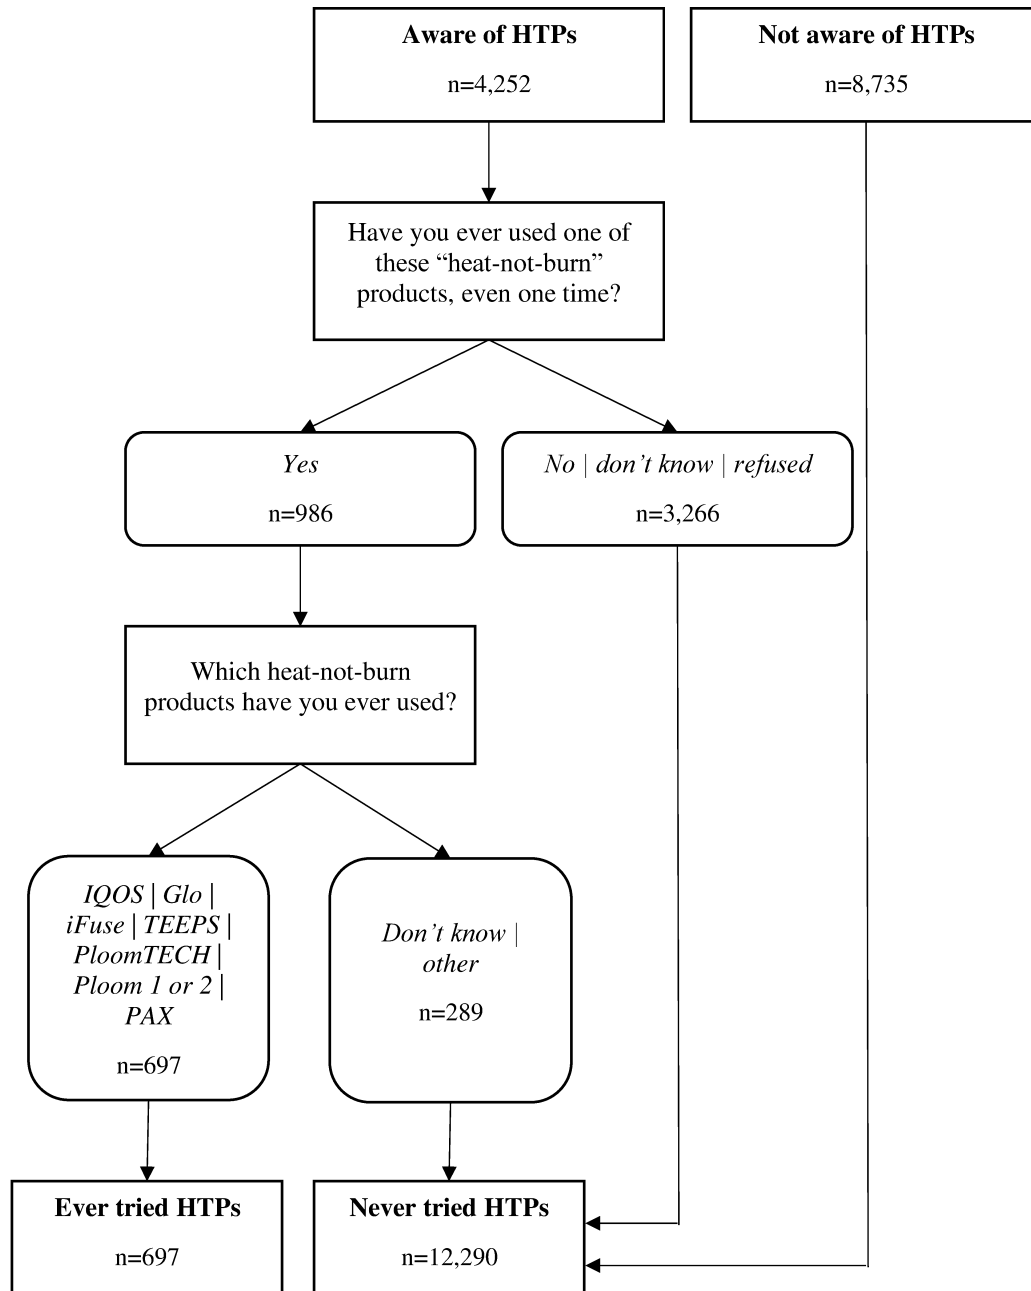 Aware of HTPs
n=4,252
Not aware of HTPs
n=8,735
Have you ever used one of
these “heat-not-burn”
products, even one time?
Yes
n=986
No | don’t know | refused
n=3,266
Which heat-not-burn
products have you ever used?
IQOS | Glo |
iFuse | TEEPS |
PloomTECH |
Ploom 1 or 2 |
PAX
n=697
Don’t know |
other
n=289
Ever tried HTPs
n=697
Never tried HTPs
n=12,290